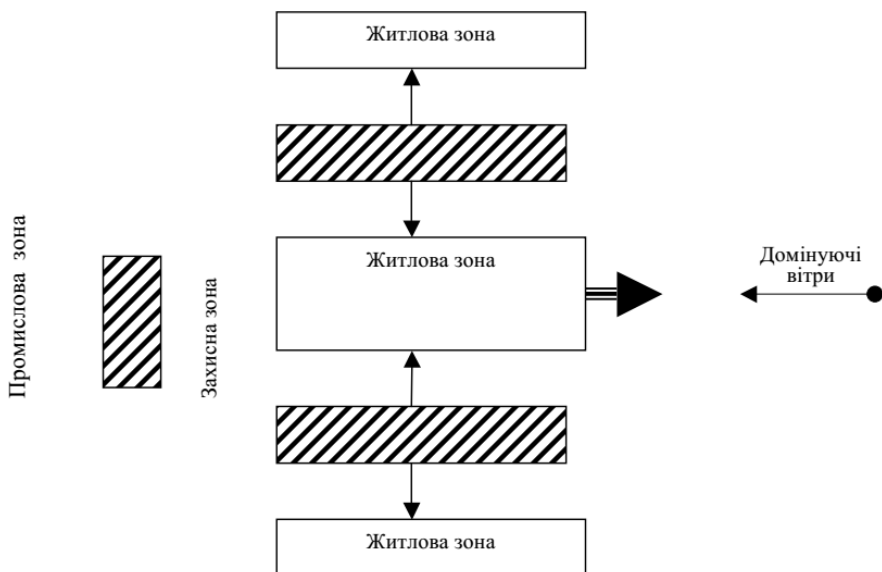 Житлова зона
Промислова зона
Захисна зона
Житлова зона
Домінуючі
вітри
Житлова зона